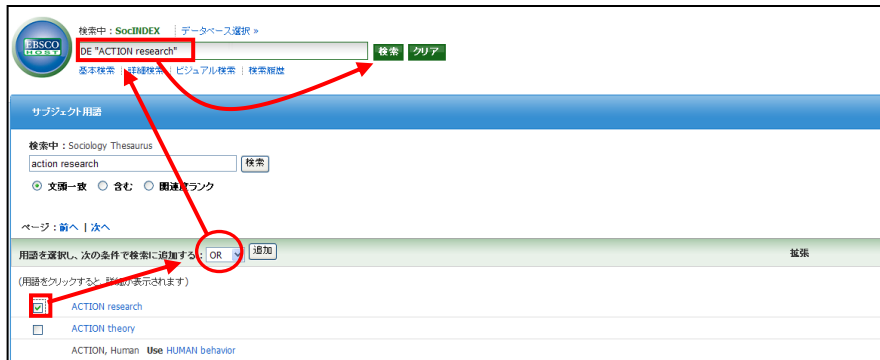 検索中：SocINDEX データベース選択 »
EBSCO
HOST
DE "ACTION research" 検索 クリア
基本検索 | 詳細検索 | ビジュアル検索 | 検索履歴
サブジェクト用語
検索中：Sociology Thesaurus
action research 検索
文頭一致 含む 関連度ランク
ページ：前へ | 次へ
用語を選択し、次の条件で検索に追加する： OR 追加 拡張
(用語をクリックすると、詳細が表示されます)
ACTION research
ACTION theory
ACTION, Human Use HUMAN behavior